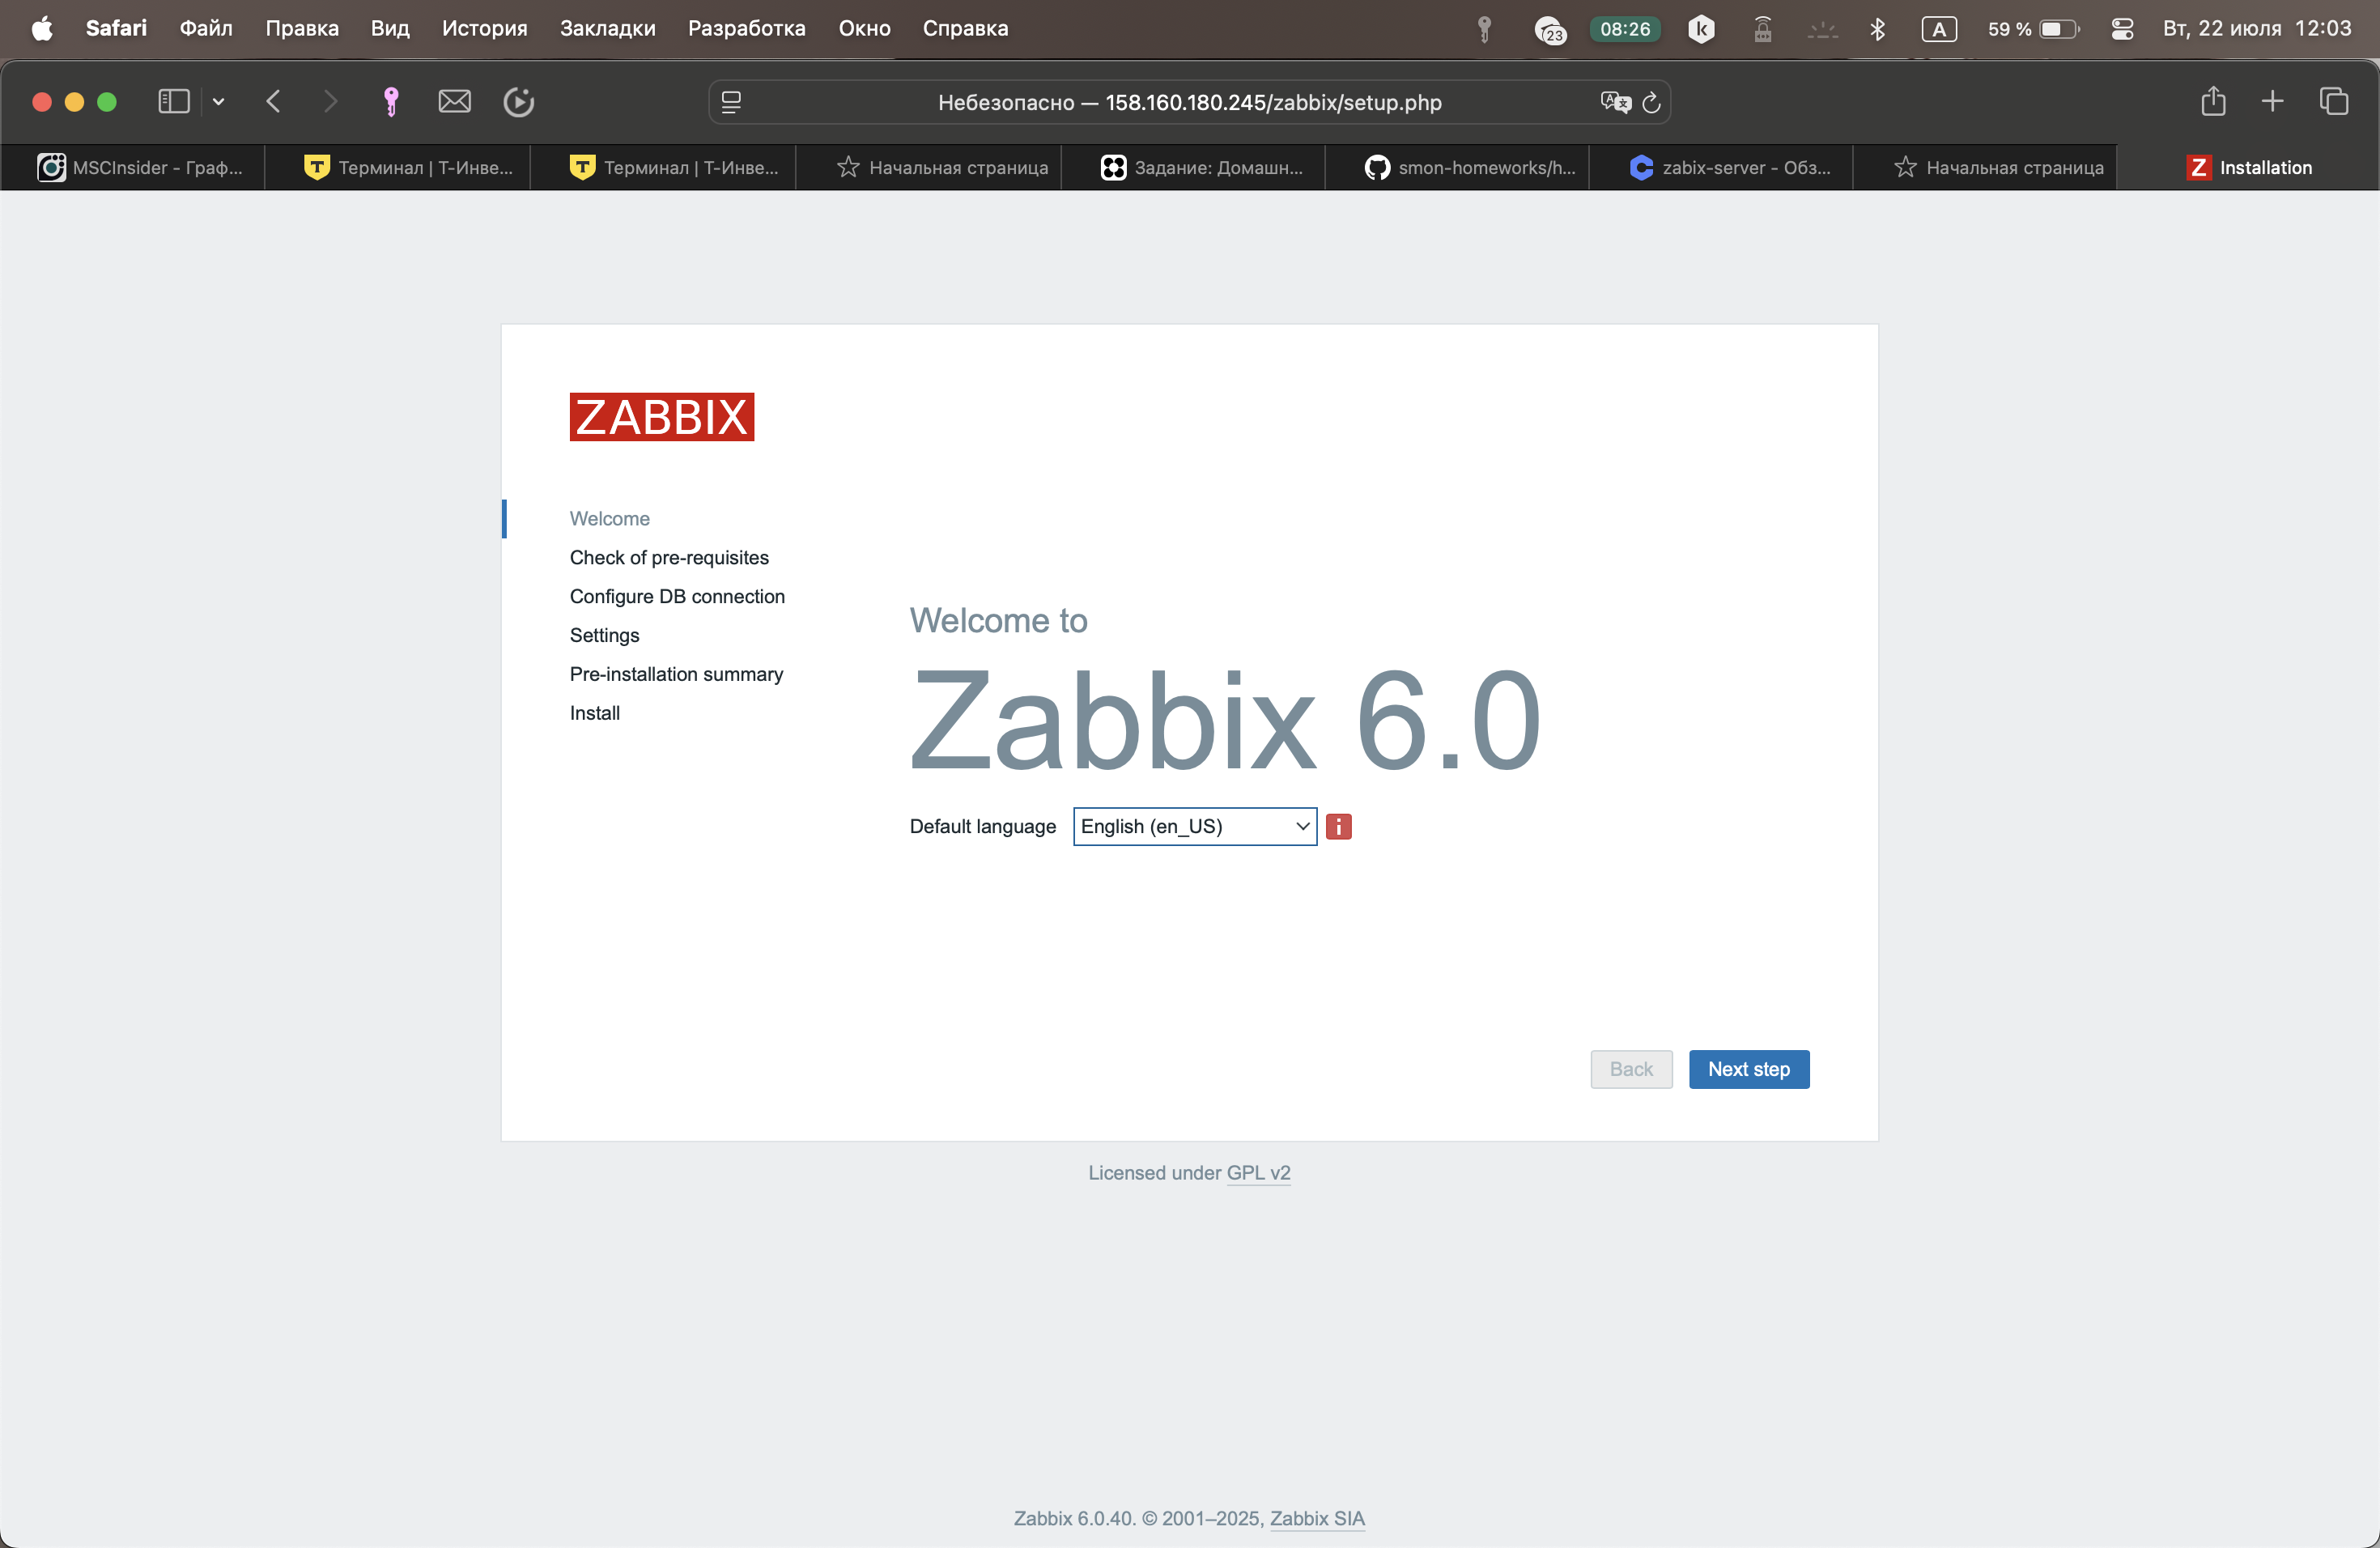 Safari Файл Правка Вид История Закладки Разработка Окно Справка 23 08:26 k A 59 % Вт, 22 июля 12:03
Небезопасно — 158.160.180.245/zabbix/setup.php
MSCInsider - Граф... Терминал | Т-Инве... Терминал | Т-Инве... Начальная страница Задание: Домашн... smon-homeworks/h... zabix-server - Обз... Начальная страница Installation
ZABBIX
Welcome
Check of pre-requisites
Configure DB connection
Settings
Pre-installation summary
Install
Welcome to
Zabbix 6.0
Default language English (en_US)
Back Next step
Licensed under GPL v2
Zabbix 6.0.40. © 2001–2025, Zabbix SIA